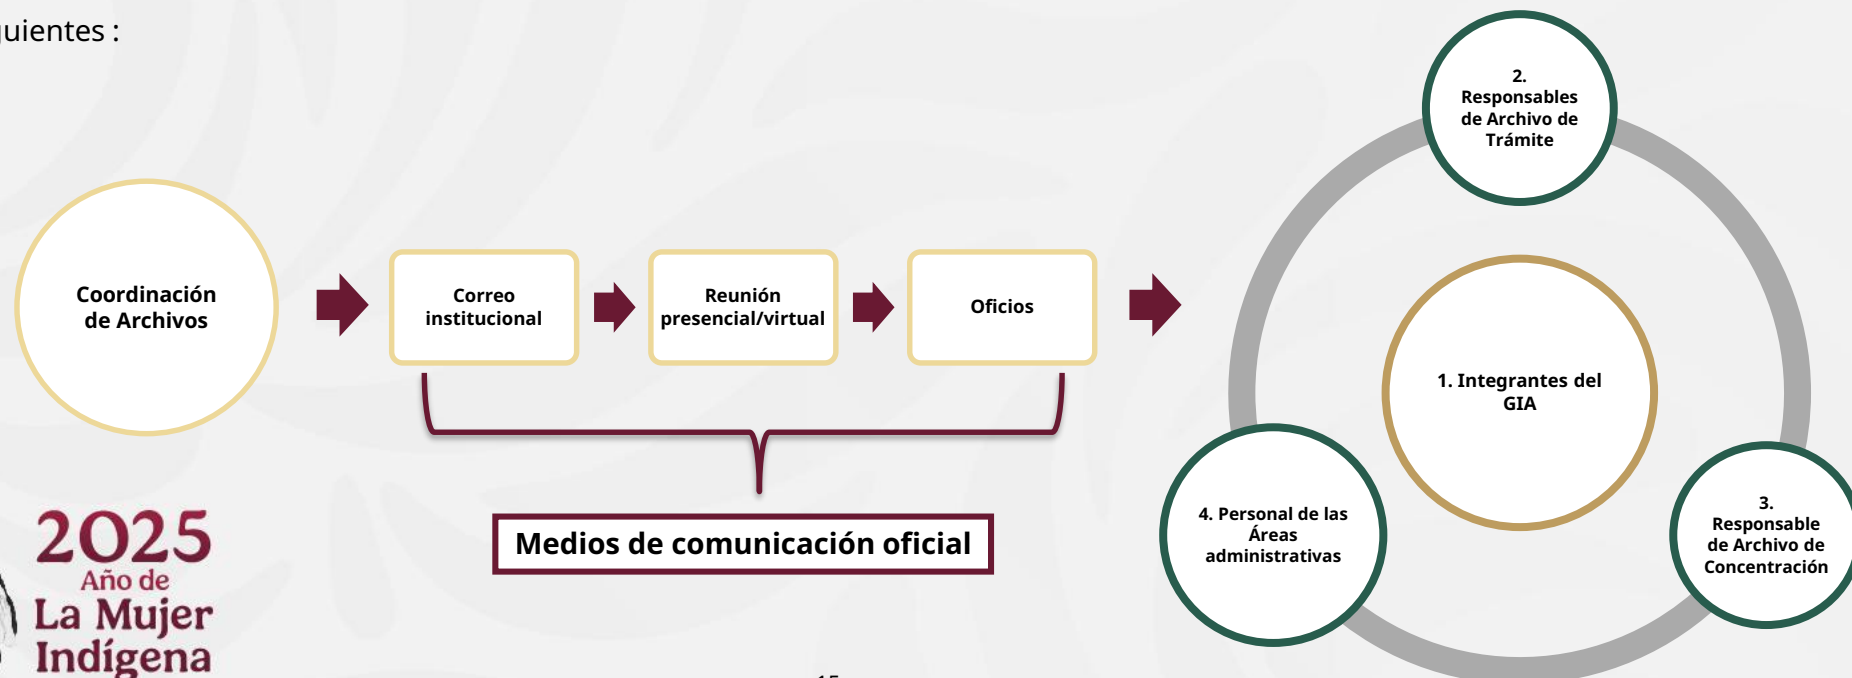 :
2.
Responsables
de Archivo de
Trámite
Coordinación
de Archivos
Correo
institucional
Reunión
presencial/virtual
Oficios
1. Integrantes del
GIA
4. Personal de las
Áreas
administrativas
3.
Responsable
de Archivo de
Concentración
Medios de comunicación oficial
2025
Año de
La Mujer
Indígena